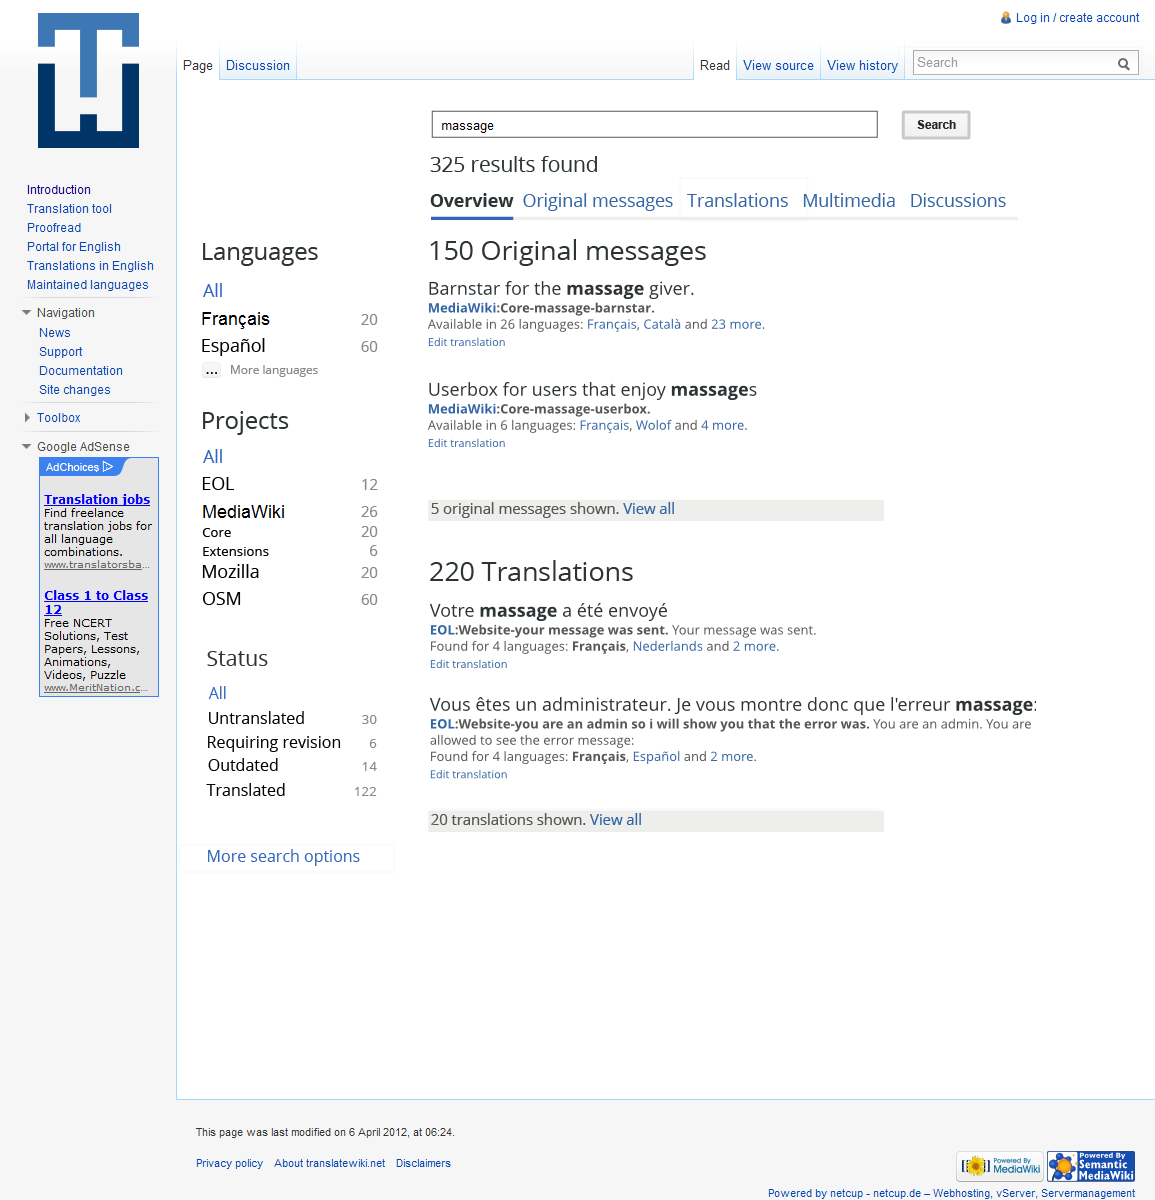 Log in / create account
Page
Discussion
Read
View source
View history
Search
massage
Search
325 results found
Overview
Original messages
Translations
Multimedia
Discussions
Introduction
Translation tool
Proofread
Portal for English
Translations in English
Maintained languages
Navigation
News
Support
Documentation
Site changes
Toolbox
Google AdSense
AdChoices
Translation jobs
Find freelance
translation jobs for
all language
combinations.
www.translatorsba...
Class 1 to Class
12
Free NCERT
Solutions, Test
Papers, Lessons,
Animations,
Videos, Puzzle
www.MeritNation.c...
Languages
All
Français 20
Español 60
... More languages
Projects
All
EOL 12
MediaWiki 26
Core 20
Extensions 6
Mozilla 20
OSM 60
Status
All
Untranslated 30
Requiring revision 6
Outdated 14
Translated 122
More search options
150 Original messages
Barnstar for the massage giver.
MediaWiki:Core-massage-barnstar.
Available in 26 languages: Français, Català and 23 more.
Edit translation
Userbox for users that enjoy massages
MediaWiki:Core-massage-userbox.
Available in 6 languages: Français, Wolof and 4 more.
Edit translation
5 original messages shown. View all
220 Translations
Votre massage a été envoyé
EOL:Website-your message was sent. Your message was sent.
Found for 4 languages: Français, Nederlands and 2 more.
Edit translation
Vous êtes un administrateur. Je vous montre donc que l'erreur massage:
EOL:Website-you are an admin so i will show you that the error was. You are an admin. You are
allowed to see the error message:
Found for 4 languages: Français, Español and 2 more.
Edit translation
20 translations shown. View all
This page was last modified on 6 April 2012, at 06:24.
Privacy policy
About translatewiki.net
Disclaimers
Powered By
MediaWiki
Powered By
Semantic
MediaWiki
Powered by netcup - netcup.de – Webhosting, vServer, Servermanagement